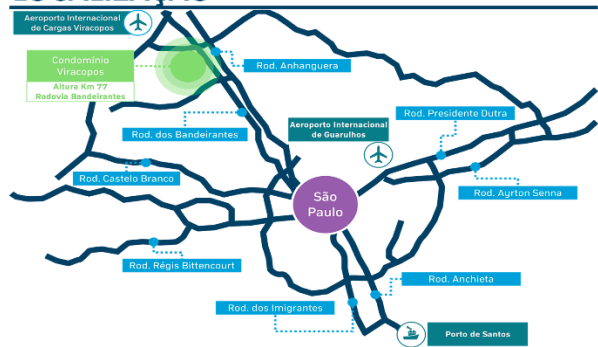 LOCALIZAÇÃO
Aeroporto Internacional
de Cargas Viracopos
Condomínio
Viracopos
Altura Km 77
Rodovia Bandeirantes
Rod. Anhanguera
Rod. dos Bandeirantes
Aeroporto Internacional
de Guarulhos
Rod. Presidente Dutra
Rod. Castelo Branco
São
Paulo
Rod. Ayrton Senna
Rod. Régis Bittencourt
Rod. Anchieta
Rod. dos Imigrantes
Porto de Santos